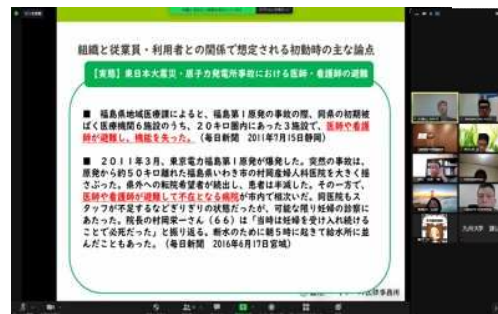 組織と従業員・利用者との関係で想定される初動時の主な論点
【実態】東日本大震災・原子力発電所事故における医師・看護師の避難
■ 福島県地域医療課によると、福島第1原発の事故の際、同県の初期被
ばく医療機関6施設のうち、20キロ圏内にあった3施設で、医師や看護
師が避難し、機能を失った。（毎日新聞 2011年7月15日静岡）
■ 2011年3月、東京電力福島第1原発が爆発した。突然の事故は、
原発から約50キロ離れた福島県いわき市の村岡産婦人科医院を大きく揺
さぶった。県外への転院希望者が続出し、患者は半減した。その一方で、
医師や看護師が避難して不在となる病院が市内で相次いだ。同医院もス
タッフが不足するなどぎりぎりの状態だったが、可能な限り妊婦の診察に
あたった。院長の村岡栄一さん（66）は「当時は妊婦を受け入れ続ける
ことで必死だった」と振り返る。断水のために朝5時に起きて給水所に並
んだこともあった。（毎日新聞 2016年6月17日宮城）
法律事務所
九州大学